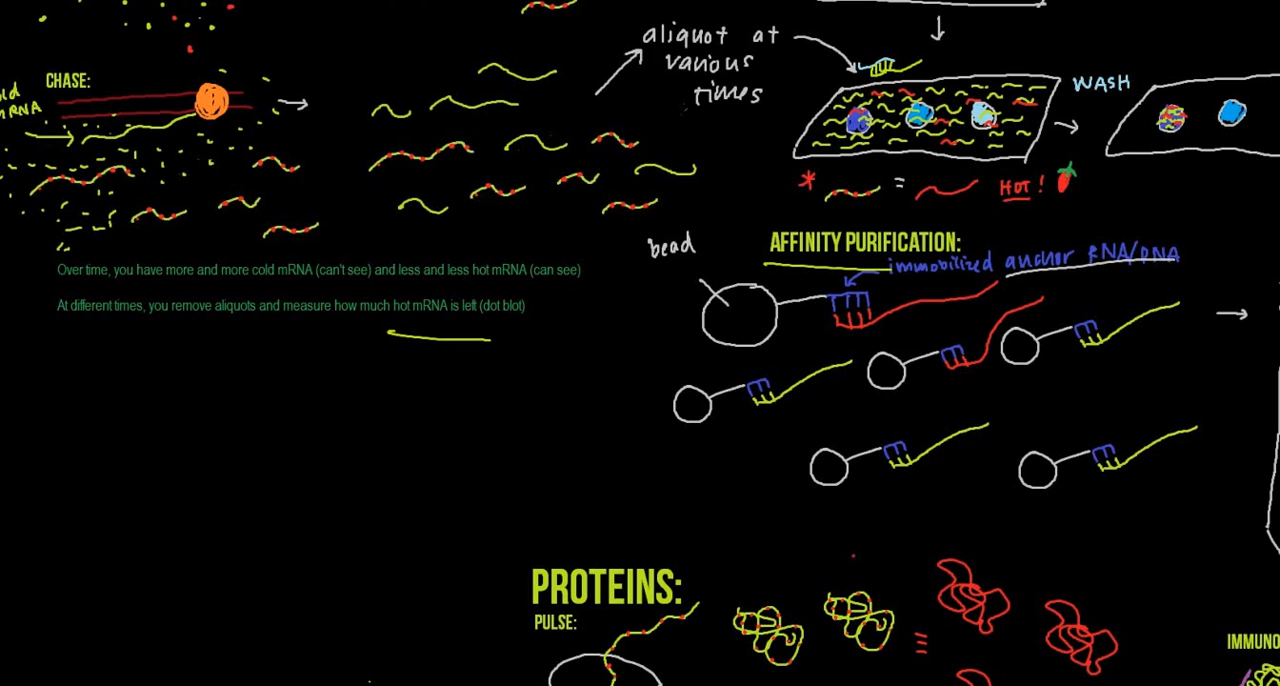 CHASE:
mRNA
Over time, you have more and more cold mRNA (can't see) and less and less hot mRNA (can see)
At different times, you remove aliquots and measure how much hot mRNA is left (dot blot)
aliquot at
various
times
WASH
* = HOT!
bead
AFFINITY PURIFICATION:
immobilized anchor RNA/DNA
PROTEINS:
PULSE:
≡
IMMUNO